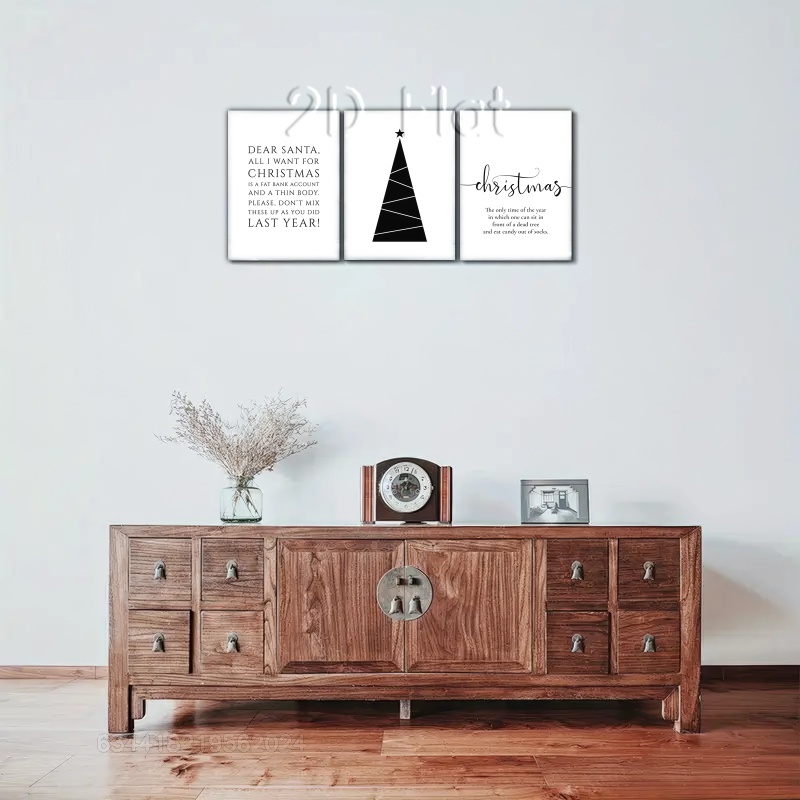 2D Flat
DEAR SANTA,
ALL I WANT FOR
CHRISTMAS
IS A FAT BANK ACCOUNT
AND A THIN BODY.
PLEASE, DON'T MIX
THESE UP AS YOU DID
LAST YEAR!
christmas
The only time of the year
in which one can sit in
front of a dead tree
and eat candy out of socks.